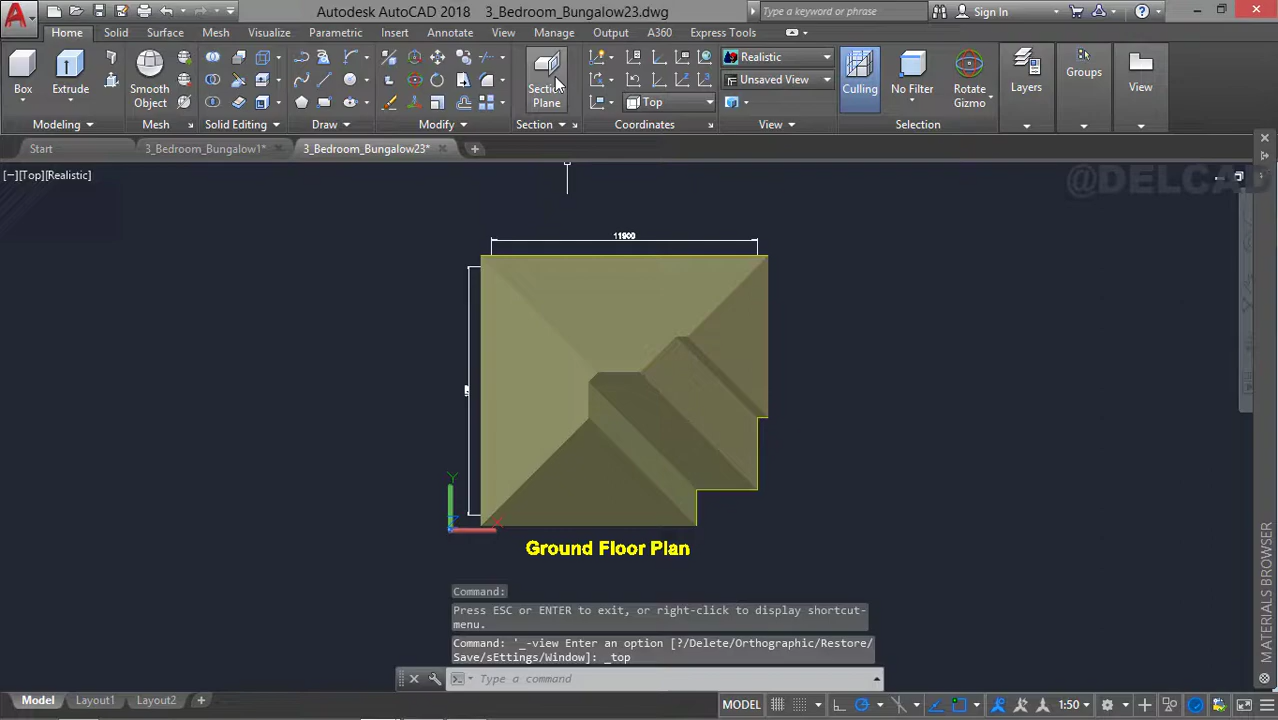 Autodesk AutoCAD 2018 3_Bedroom_Bungalow23.dwg
Type a keyword or phrase
Sign In
Home Solid Surface Mesh Visualize Parametric Insert Annotate View Manage Output A360 Express Tools
Box
Extrude
Smooth
Object
Section
Plane
Realistic
Unsaved View
Top
Culling
No Filter
Rotate
Gizmo
Layers
Groups
View
Modeling
Mesh
Solid Editing
Draw
Modify
Section
Coordinates
View
Selection
Start
3_Bedroom_Bungalow1*
3_Bedroom_Bungalow23*
[−][Top][Realistic]
@DELCAD
11900
Y
X
Ground Floor Plan
Command:
Press ESC or ENTER to exit, or right-click to display shortcut-
menu.
Command: '_-view Enter an option [?/Delete/Orthographic/Restore/
Save/sEttings/Window]: _top
Type a command
MATERIALS BROWSER
Model
Layout1
Layout2
MODEL
1:50